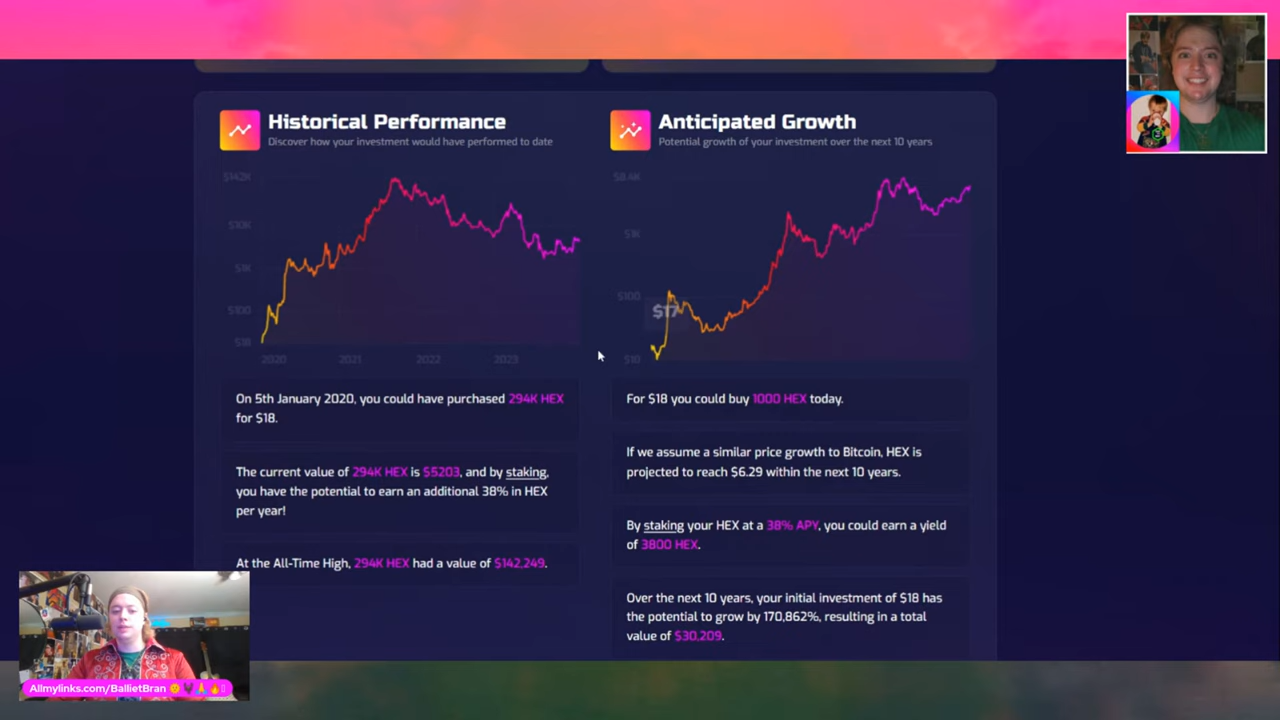 Historical Performance
Discover how your investment would have performed to date
$142K
$10K
$1K
$100
$18
2020 2021 2022 2023
On 5th January 2020, you could have purchased 294K HEX
for $18.
The current value of 294K HEX is $5203, and by staking,
you have the potential to earn an additional 38% in HEX
per year!
At the All-Time High, 294K HEX had a value of $142,249.
Anticipated Growth
Potential growth of your investment over the next 10 years
$8.4K
$1K
$100
$17
$10
For $18 you could buy 1000 HEX today.
If we assume a similar price growth to Bitcoin, HEX is
projected to reach $6.29 within the next 10 years.
By staking your HEX at a 38% APY, you could earn a yield
of 3800 HEX.
Over the next 10 years, your initial investment of $18 has
the potential to grow by 170,862%, resulting in a total
value of $30,209.
Allmylinks.com/BallietBran